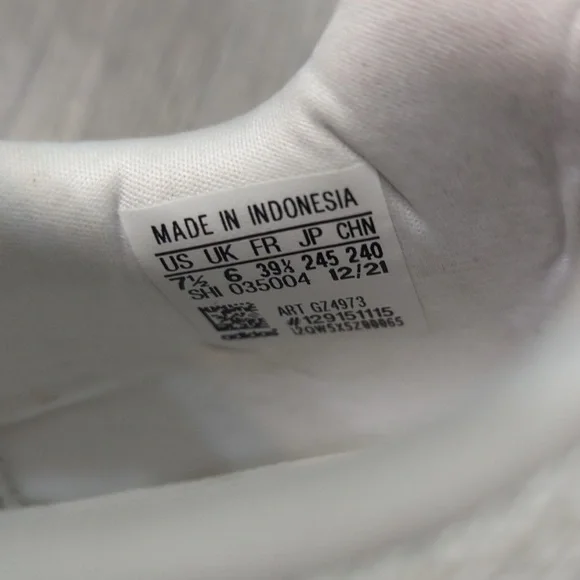 MADE IN INDONESIA
US UK FR JP CHN
7½ 6 39⅓ 245 240
SHI 035004 12/21
ART GZ4973
#129151115
adidas